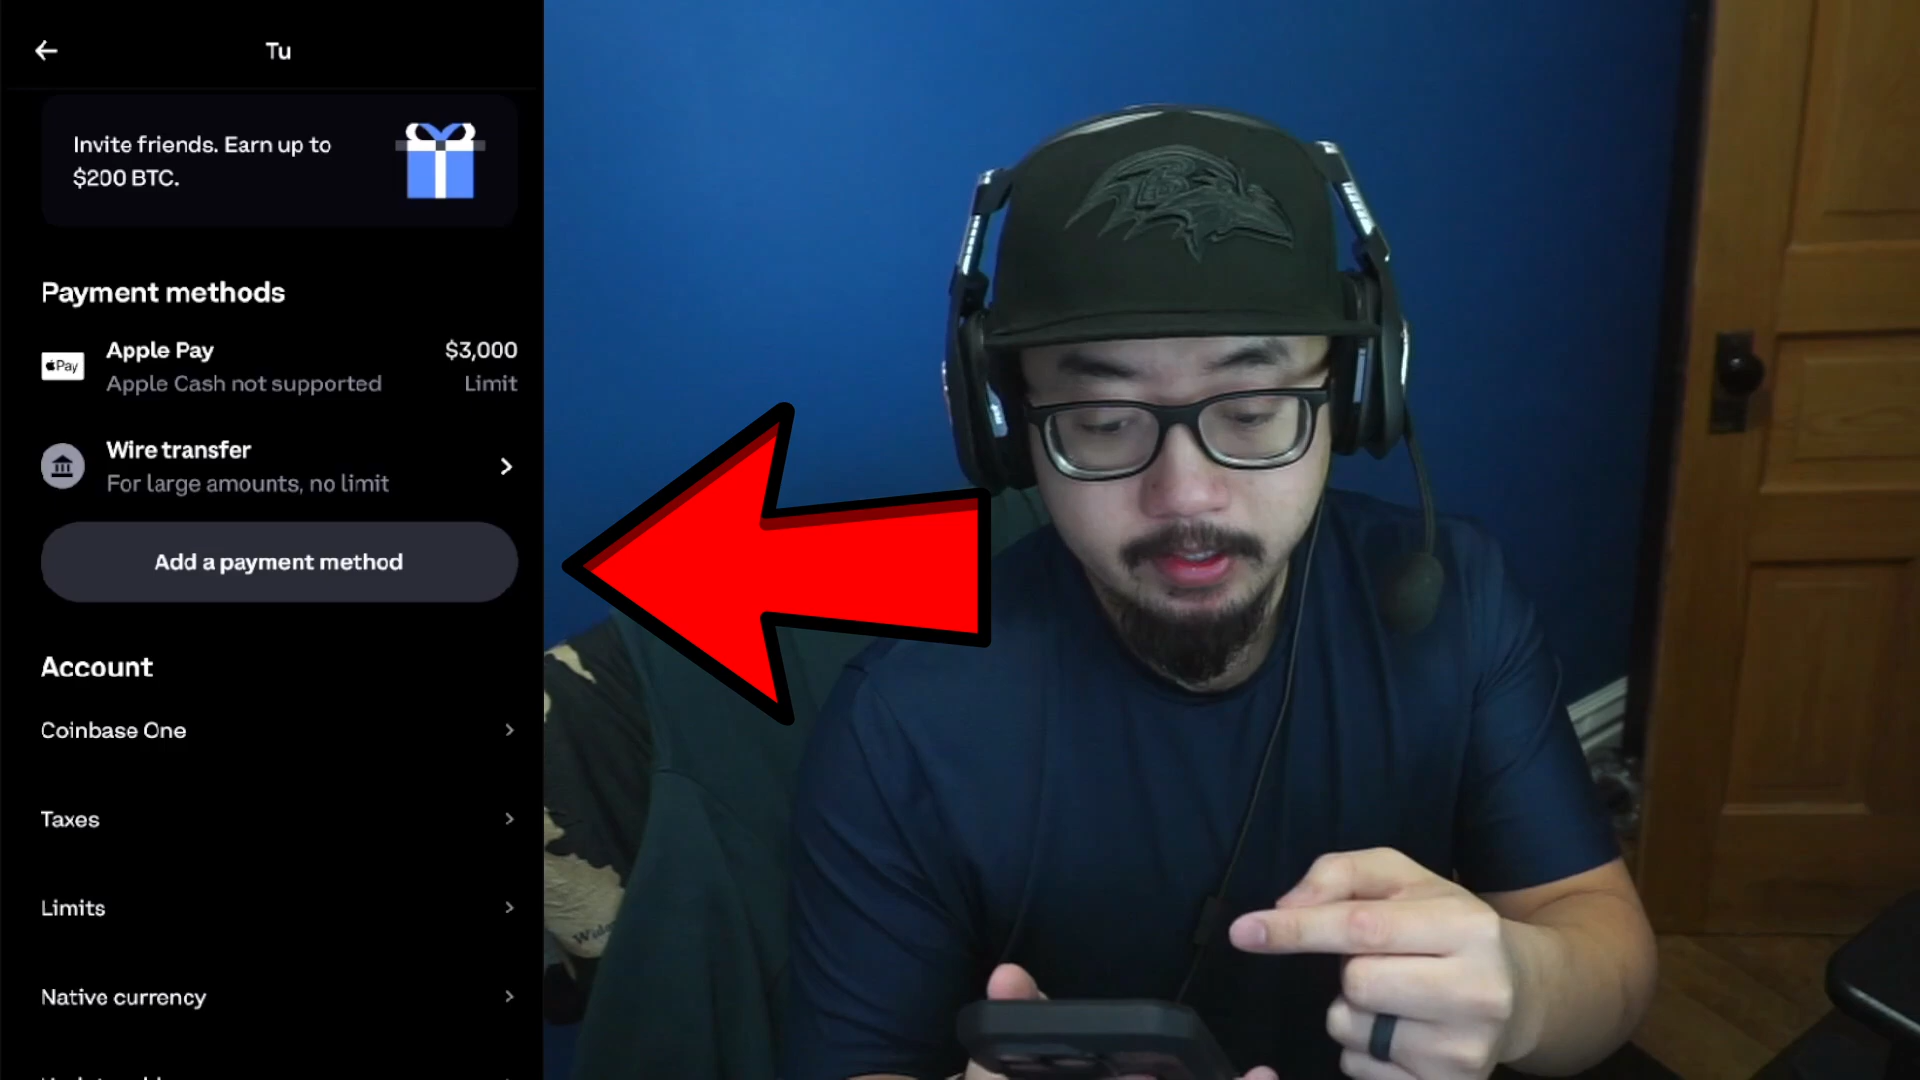 Tu
Invite friends. Earn up to
$200 BTC.
Payment methods
Pay
Apple Pay
$3,000
Apple Cash not supported
Limit
Wire transfer
For large amounts, no limit
Add a payment method
Account
Coinbase One
Taxes
Limits
Native currency